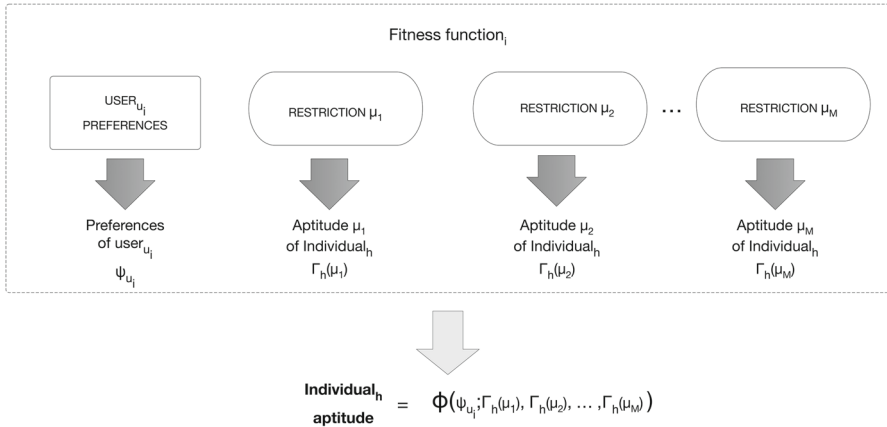 Fitness function_i
USER_u_i
PREFERENCES
RESTRICTION μ_1
RESTRICTION μ_2
...
RESTRICTION μ_M
Preferences
of user_u_i
ψ_u_i
Aptitude μ_1
of Individual_h
Γ_h(μ_1)
Aptitude μ_2
of Individual_h
Γ_h(μ_2)
Aptitude μ_M
of Individual_h
Γ_h(μ_M)
Individual_h
aptitude
= Φ(ψ_u_i;Γ_h(μ_1), Γ_h(μ_2), ... ,Γ_h(μ_M))